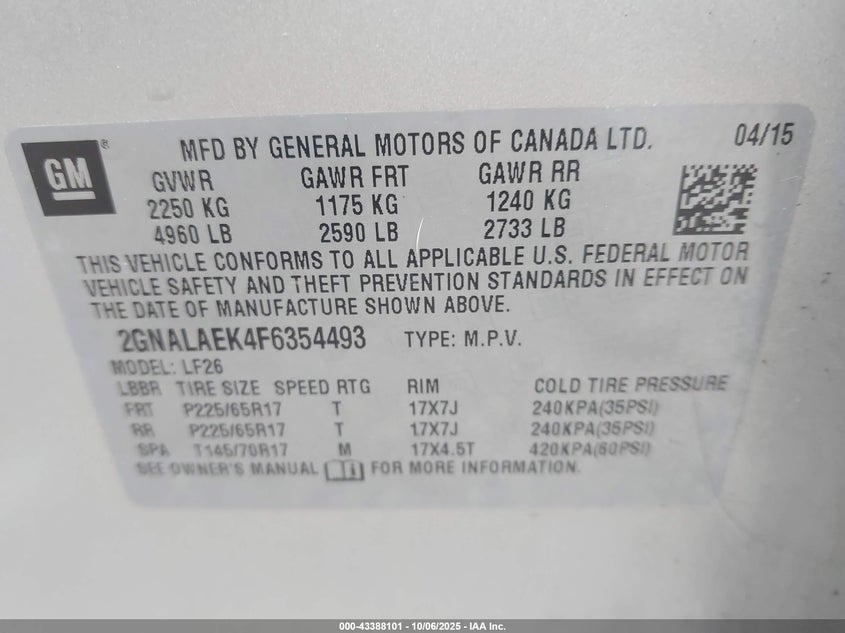 GM ®
MFD BY GENERAL MOTORS OF CANADA LTD. 04/15
GVWR GAWR FRT GAWR RR
2250 KG 1175 KG 1240 KG
4960 LB 2590 LB 2733 LB
THIS VEHICLE CONFORMS TO ALL APPLICABLE U.S. FEDERAL MOTOR
VEHICLE SAFETY AND THEFT PREVENTION STANDARDS IN EFFECT ON
THE DATE OF MANUFACTURE SHOWN ABOVE.
2GNALAEK4F6354493 TYPE: M.P.V.
MODEL: LF26
LBBR TIRE SIZE SPEED RTG RIM COLD TIRE PRESSURE
FRT P225/65R17 T 17X7J 240KPA(35PSI)
RR P225/65R17 T 17X7J 240KPA(35PSI)
SPA T145/70R17 M 17X4.5T 420KPA(60PSI)
SEE OWNER'S MANUAL FOR MORE INFORMATION.
000-43388101 - 10/06/2025 - IAA Inc.